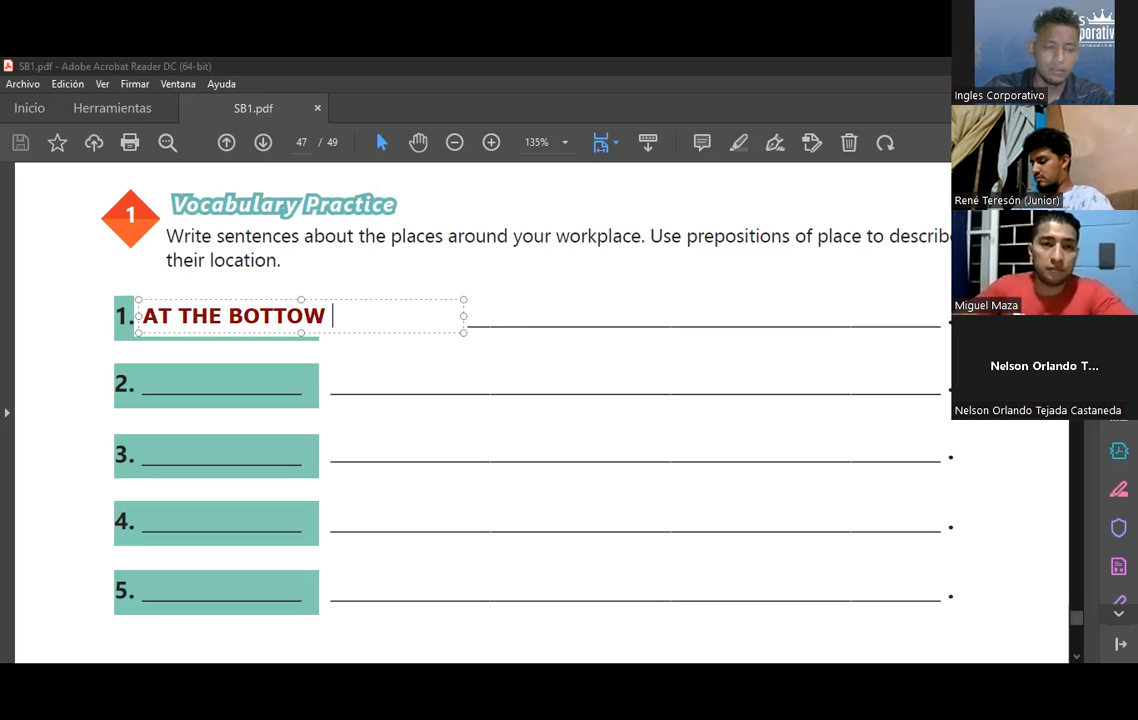 SB1.pdf - Adobe Acrobat Reader DC (64-bit)
Archivo Edición Ver Firmar Ventana Ayuda
Inicio Herramientas SB1.pdf ×
47 / 49 135%
1 Vocabulary Practice
Write sentences about the places around your workplace. Use prepositions of place to describe
their location.
1. AT THE BOTTOW
2.
3.
4.
5.
Ingles Corporativo
René Teresón (Junior)
Miguel Maza
Nelson Orlando T...
Nelson Orlando Tejada Castaneda